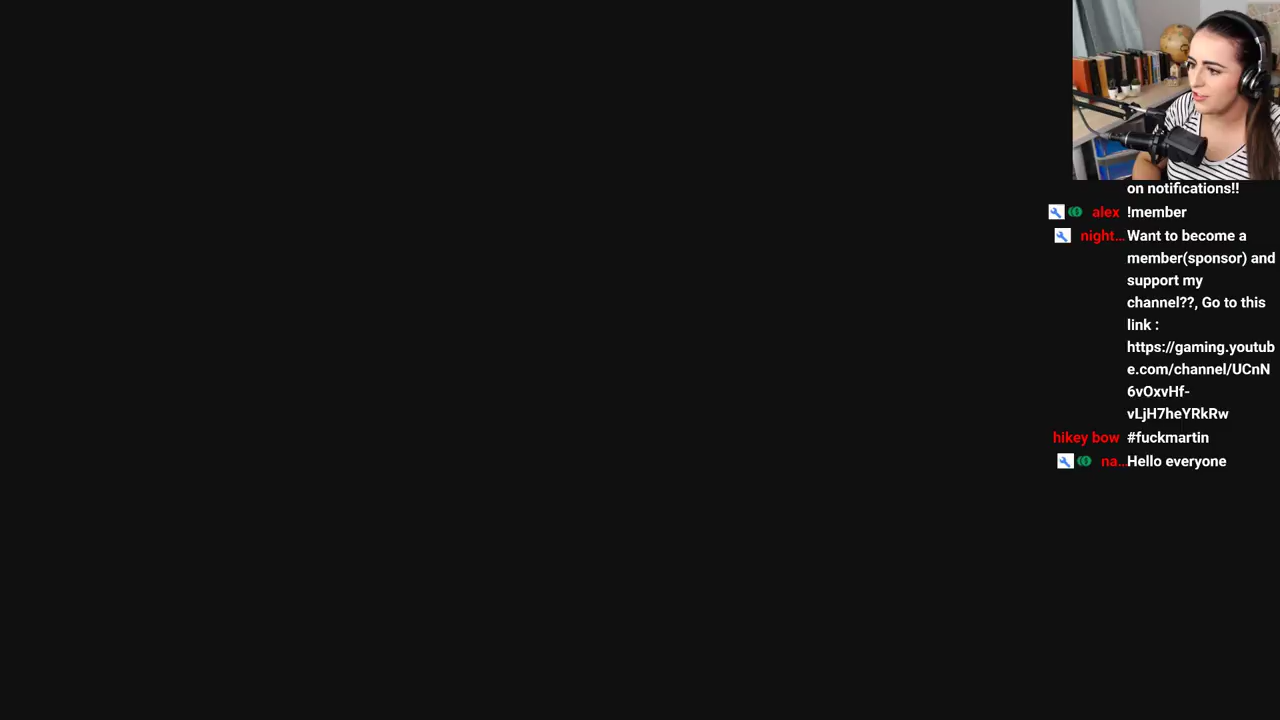 on notifications!!
alex !member
night... Want to become a
member(sponsor) and
support my
channel??, Go to this
link :
https://gaming.youtub
e.com/channel/UCnN
6vOxvHf-
vLjH7heYRkRw
hikey bow #fuckmartin
na... Hello everyone